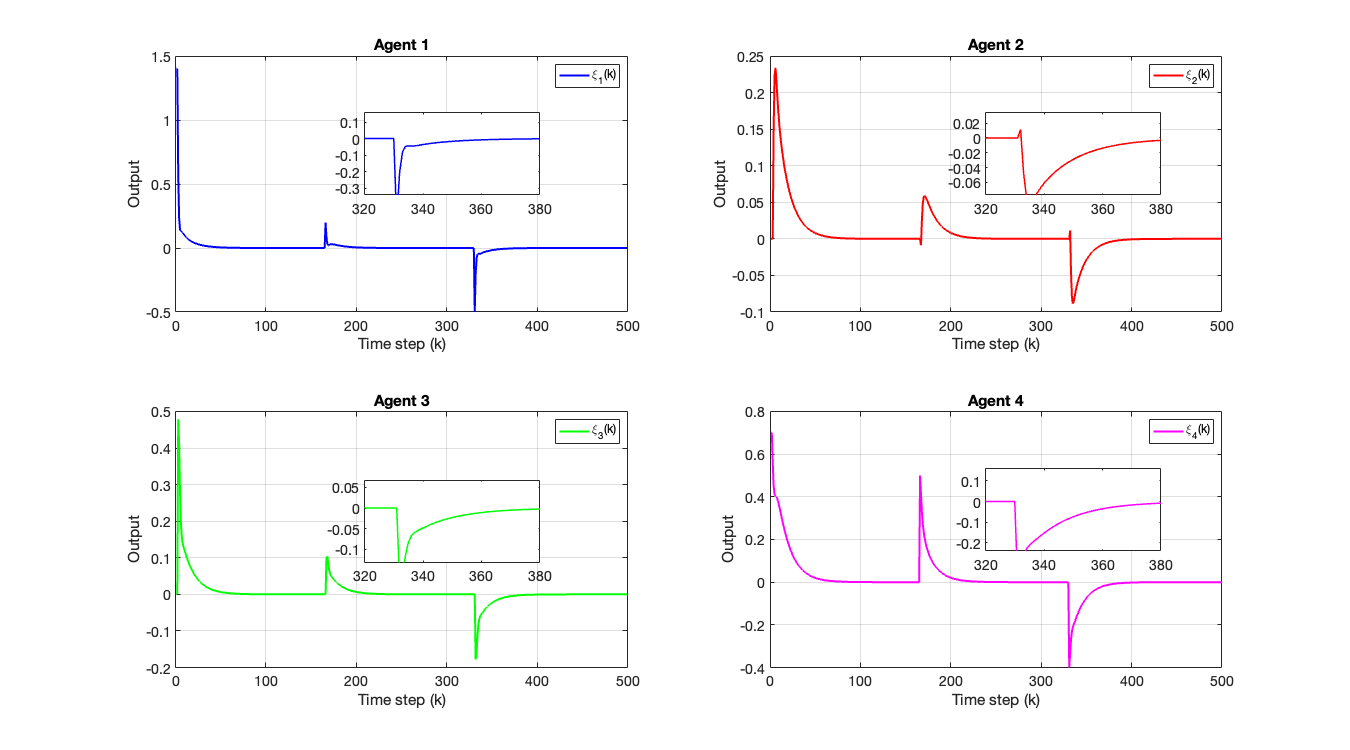 Agent 1
1.5
1
0.5
0
-0.5
Output
ξ1(k)
0.1
0
-0.1
-0.2
-0.3
320 340 360 380
0 100 200 300 400 500
Time step (k)
Agent 2
0.25
0.2
0.15
0.1
0.05
0
-0.05
-0.1
Output
ξ2(k)
0.02
0
-0.02
-0.04
-0.06
320 340 360 380
0 100 200 300 400 500
Time step (k)
Agent 3
0.5
0.4
0.3
0.2
0.1
0
-0.1
-0.2
Output
ξ3(k)
0.05
0
-0.05
-0.1
320 340 360 380
0 100 200 300 400 500
Time step (k)
Agent 4
0.8
0.6
0.4
0.2
0
-0.2
-0.4
Output
ξ4(k)
0.1
0
-0.1
-0.2
320 340 360 380
0 100 200 300 400 500
Time step (k)